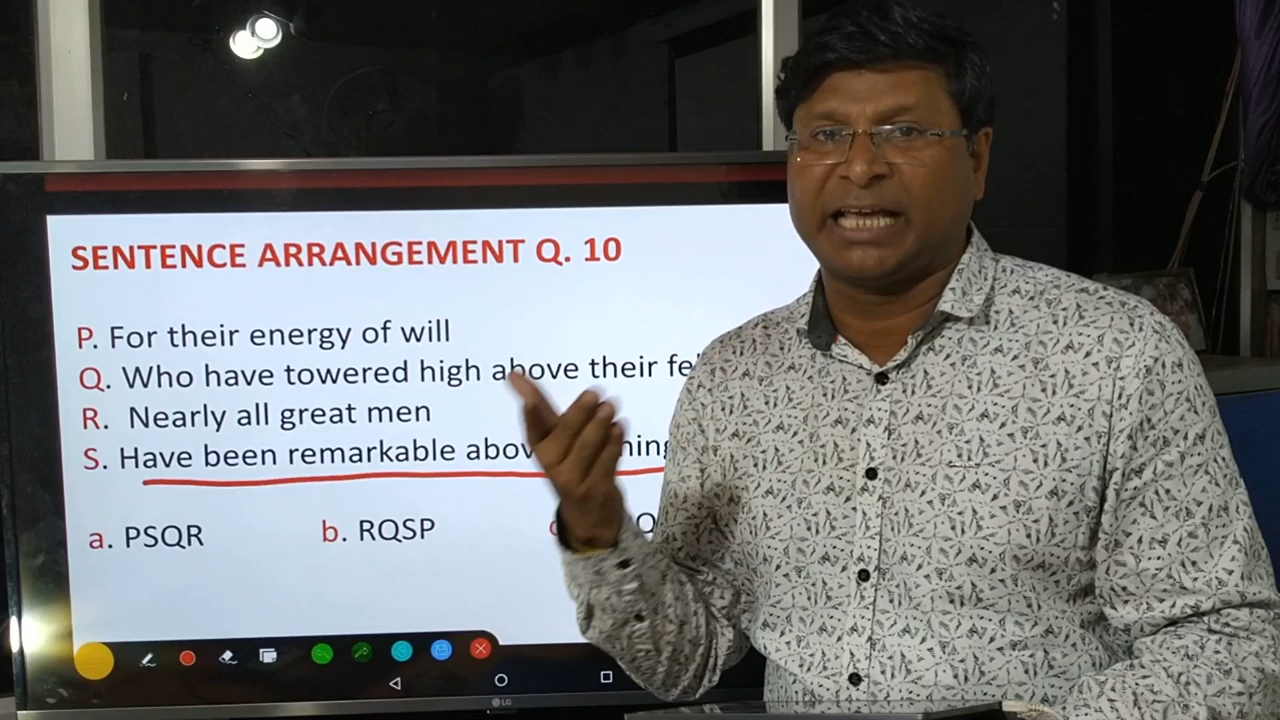 SENTENCE ARRANGEMENT Q. 10
P. For their energy of will
Q. Who have towered high above their
R. Nearly all great men
S. Have been remarkable
a. PSQR b. RQSP
LG